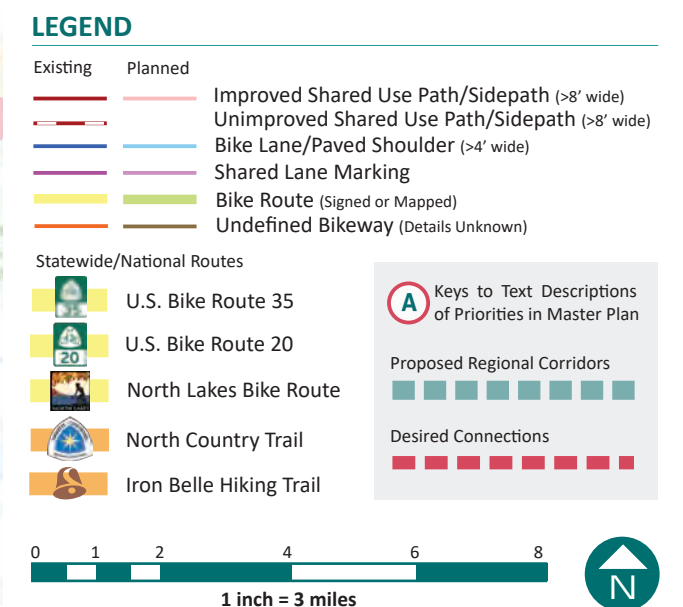 LEGEND
Existing Planned
Improved Shared Use Path/Sidepath (>8' wide)
Unimproved Shared Use Path/Sidepath (>8' wide)
Bike Lane/Paved Shoulder (>4' wide)
Shared Lane Marking
Bike Route (Signed or Mapped)
Undefined Bikeway (Details Unknown)
Statewide/National Routes
35
U.S. Bike Route 35
20
U.S. Bike Route 20
North Lakes Bike Route
North Country Trail
Iron Belle Hiking Trail
A
Keys to Text Descriptions
of Priorities in Master Plan
Proposed Regional Corridors
Desired Connections
0 1 2 4 6 8
1 inch = 3 miles
N